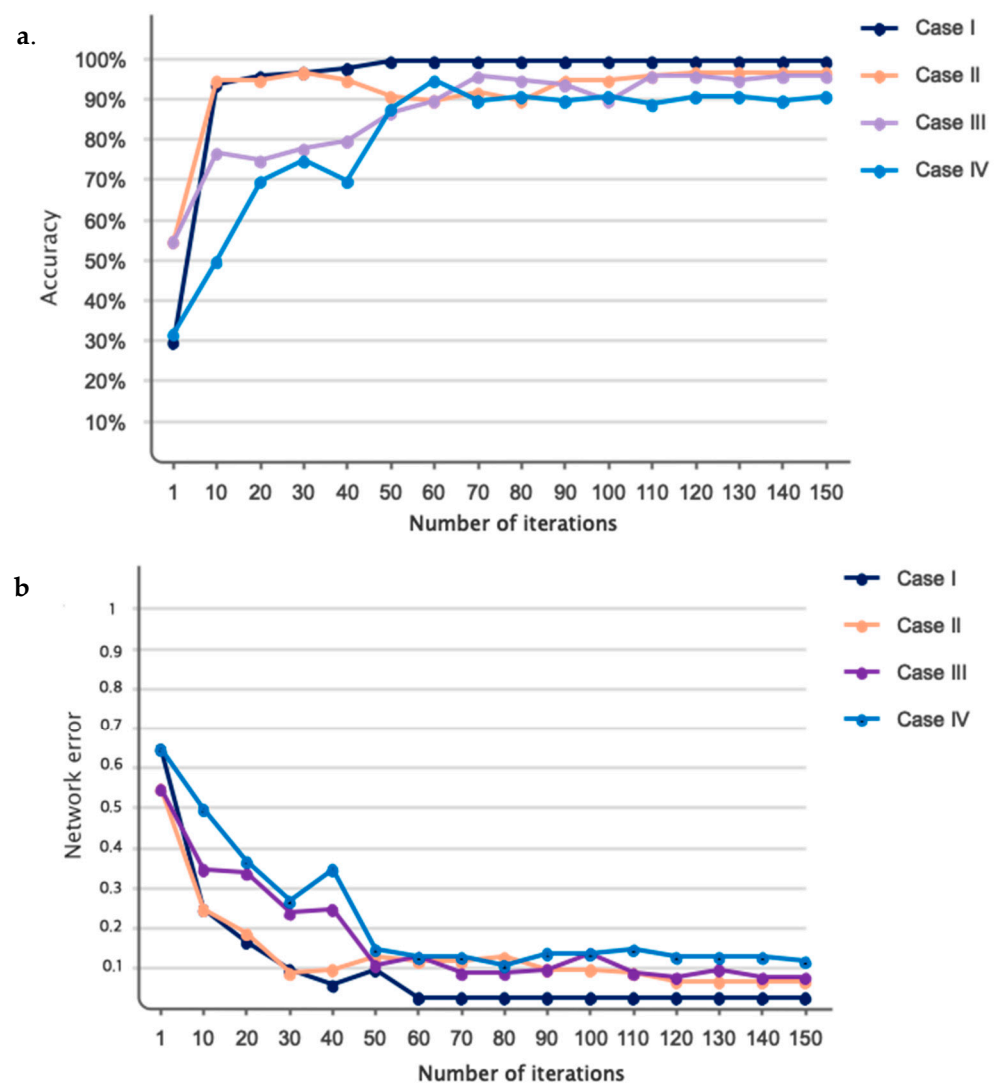 a.
Case I
Case II
Case III
Case IV
Accuracy
100%
90%
80%
70%
60%
50%
40%
30%
20%
10%
1 10 20 30 40 50 60 70 80 90 100 110 120 130 140 150
Number of iterations
b
Case I
Case II
Case III
Case IV
Network error
1
0.9
0.8
0.7
0.6
0.5
0.4
0.3
0.2
0.1
1 10 20 30 40 50 60 70 80 90 100 110 120 130 140 150
Number of iterations